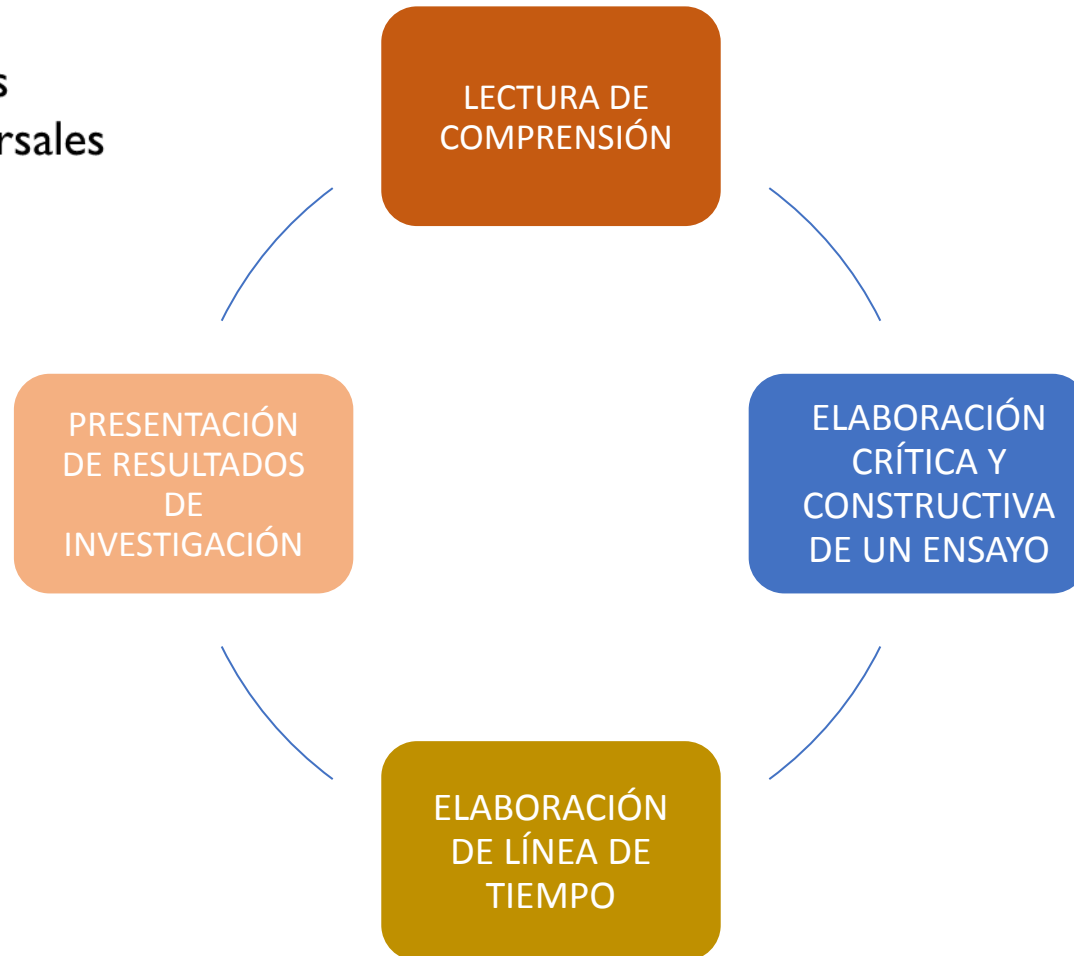 s
rsales
LECTURA DE
COMPRENSIÓN
PRESENTACIÓN
DE RESULTADOS
DE
INVESTIGACIÓN
ELABORACIÓN
CRÍTICA Y
CONSTRUCTIVA
DE UN ENSAYO
ELABORACIÓN
DE LÍNEA DE
TIEMPO